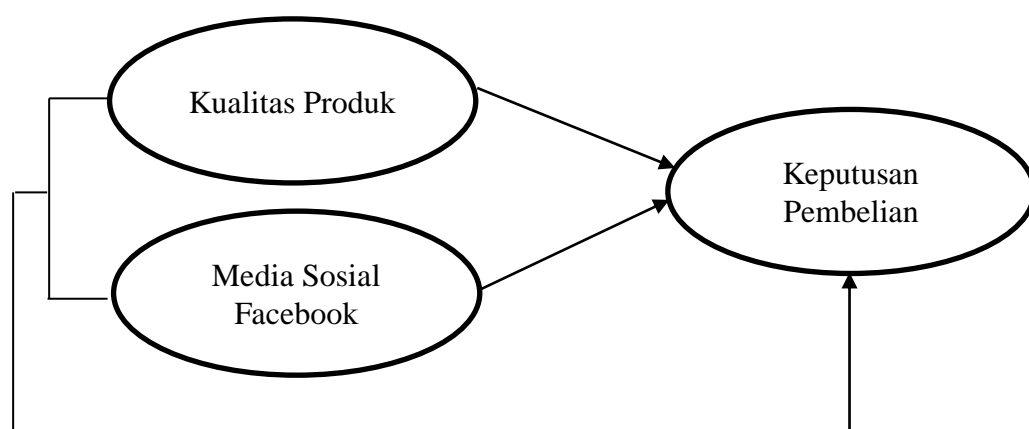 Kualitas Produk
Media Sosial
Facebook
Keputusan
Pembelian